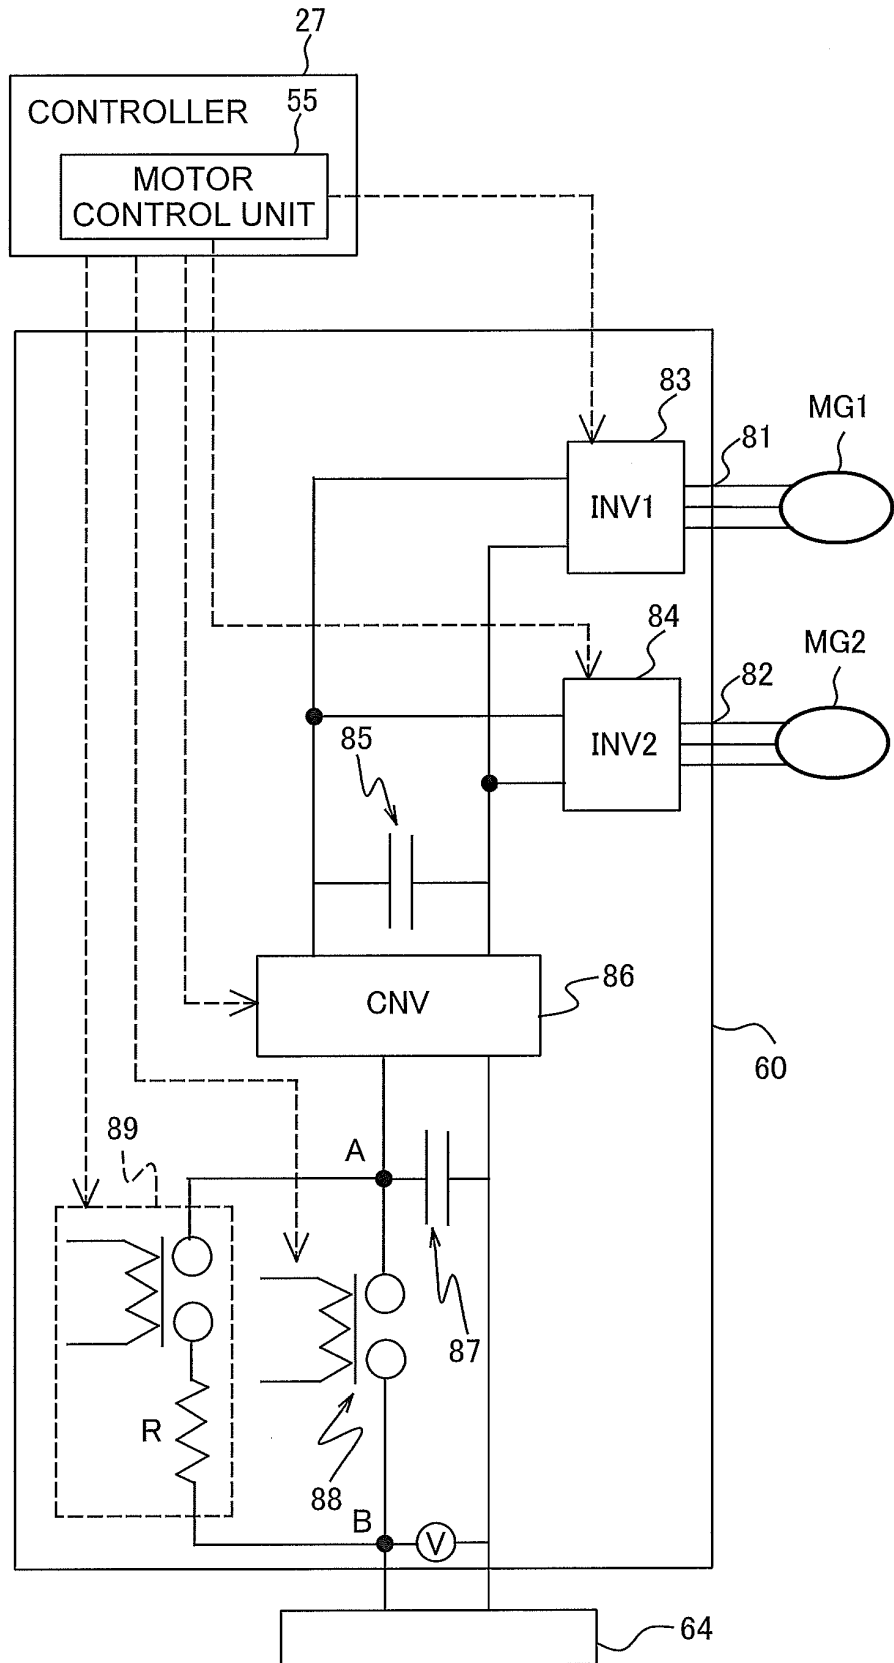 27
CONTROLLER
55
MOTOR
CONTROL UNIT
83
MG1
81
INV1
84
MG2
82
85
INV2
86
CNV
60
A
89
87
R
88
B
V
64